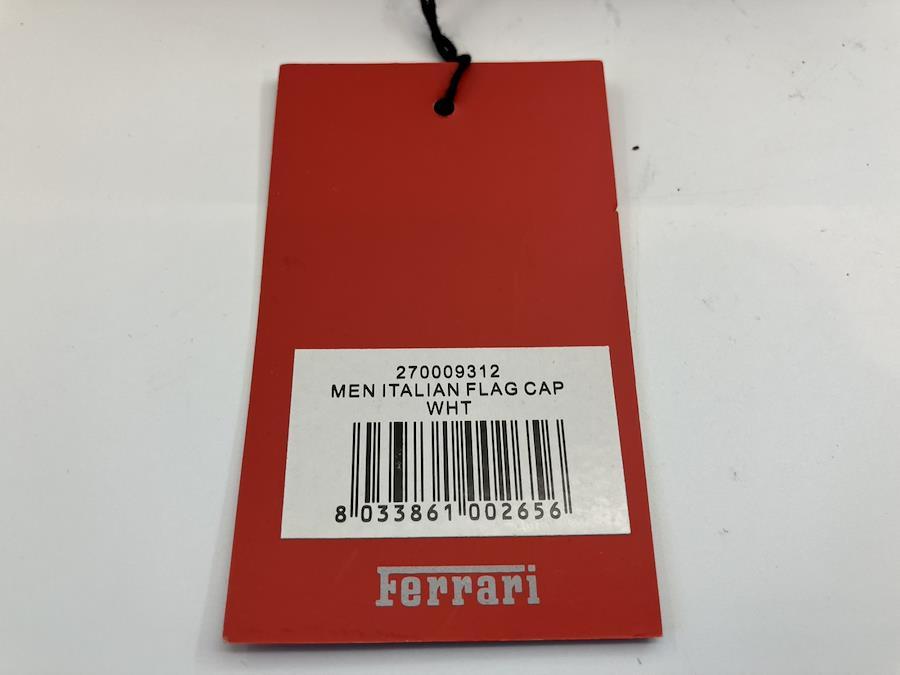 270009312
MEN ITALIAN FLAG CAP
WHT
8 033861 002656
Ferrari